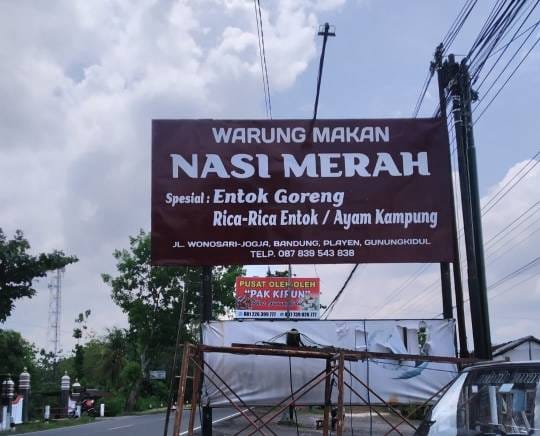 WARUNG MAKAN
NASI MERAH
Spesial : Entok Goreng
Rica-Rica Entok / Ayam Kampung
JL. WONOSARI-JOGJA, BANDUNG, PLAYEN, GUNUNGKIDUL
TELP. 087 839 543 838
PUSAT OLEH-OLEH
"PAK KIRUN"